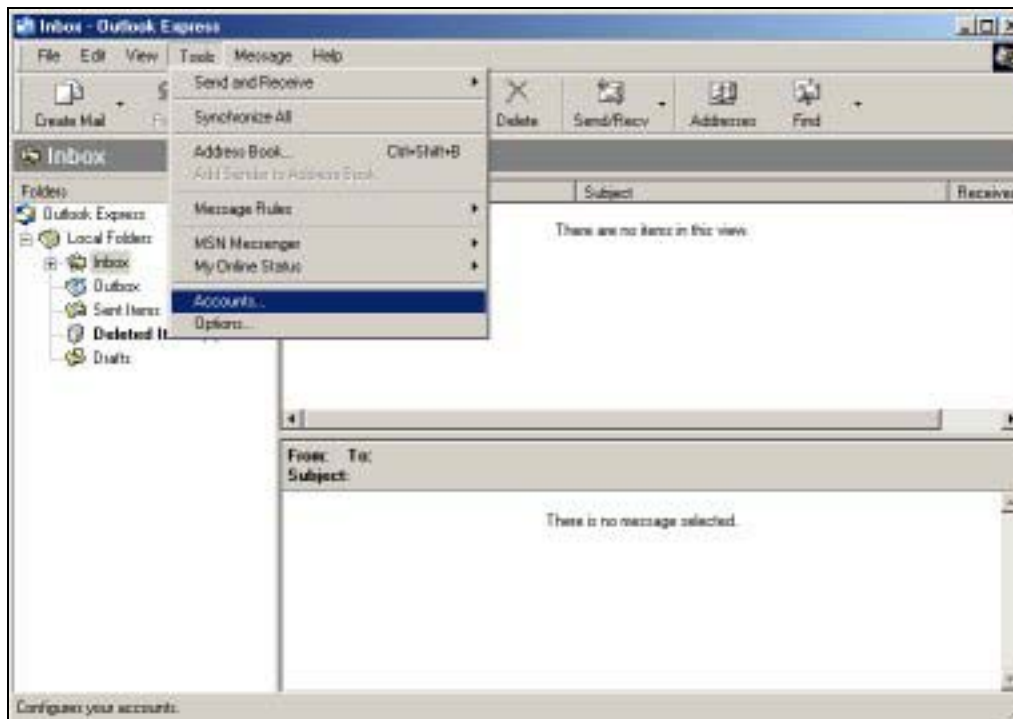 Inbox - Outlook Express
File Edit View Tools Message Help
Create Mail
Delete Send/Recv Addresses Find
Send and Receive
Synchronize All
Address Book... Ctrl+Shift+B
Add Sender to Address Book
Message Rules
MSN Messenger
My Online Status
Accounts...
Options...
Inbox
Folders
Outlook Express
Local Folders
Inbox
Outbox
Sent Items
Deleted It
Drafts
Subject Receive
There are no items in this view.
From: To:
Subject:
There is no message selected.
Configures your accounts.